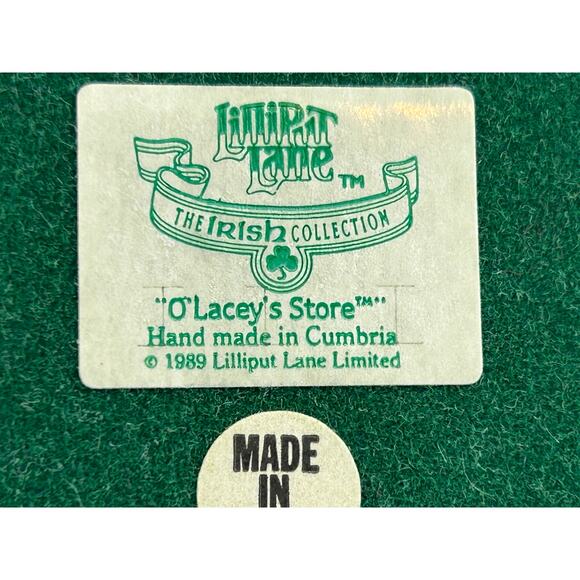 Lilliput
Lane ™
THE IRISH COLLECTION
"O'Lacey's Store™"
Hand made in Cumbria
© 1989 Lilliput Lane Limited
MADE
IN